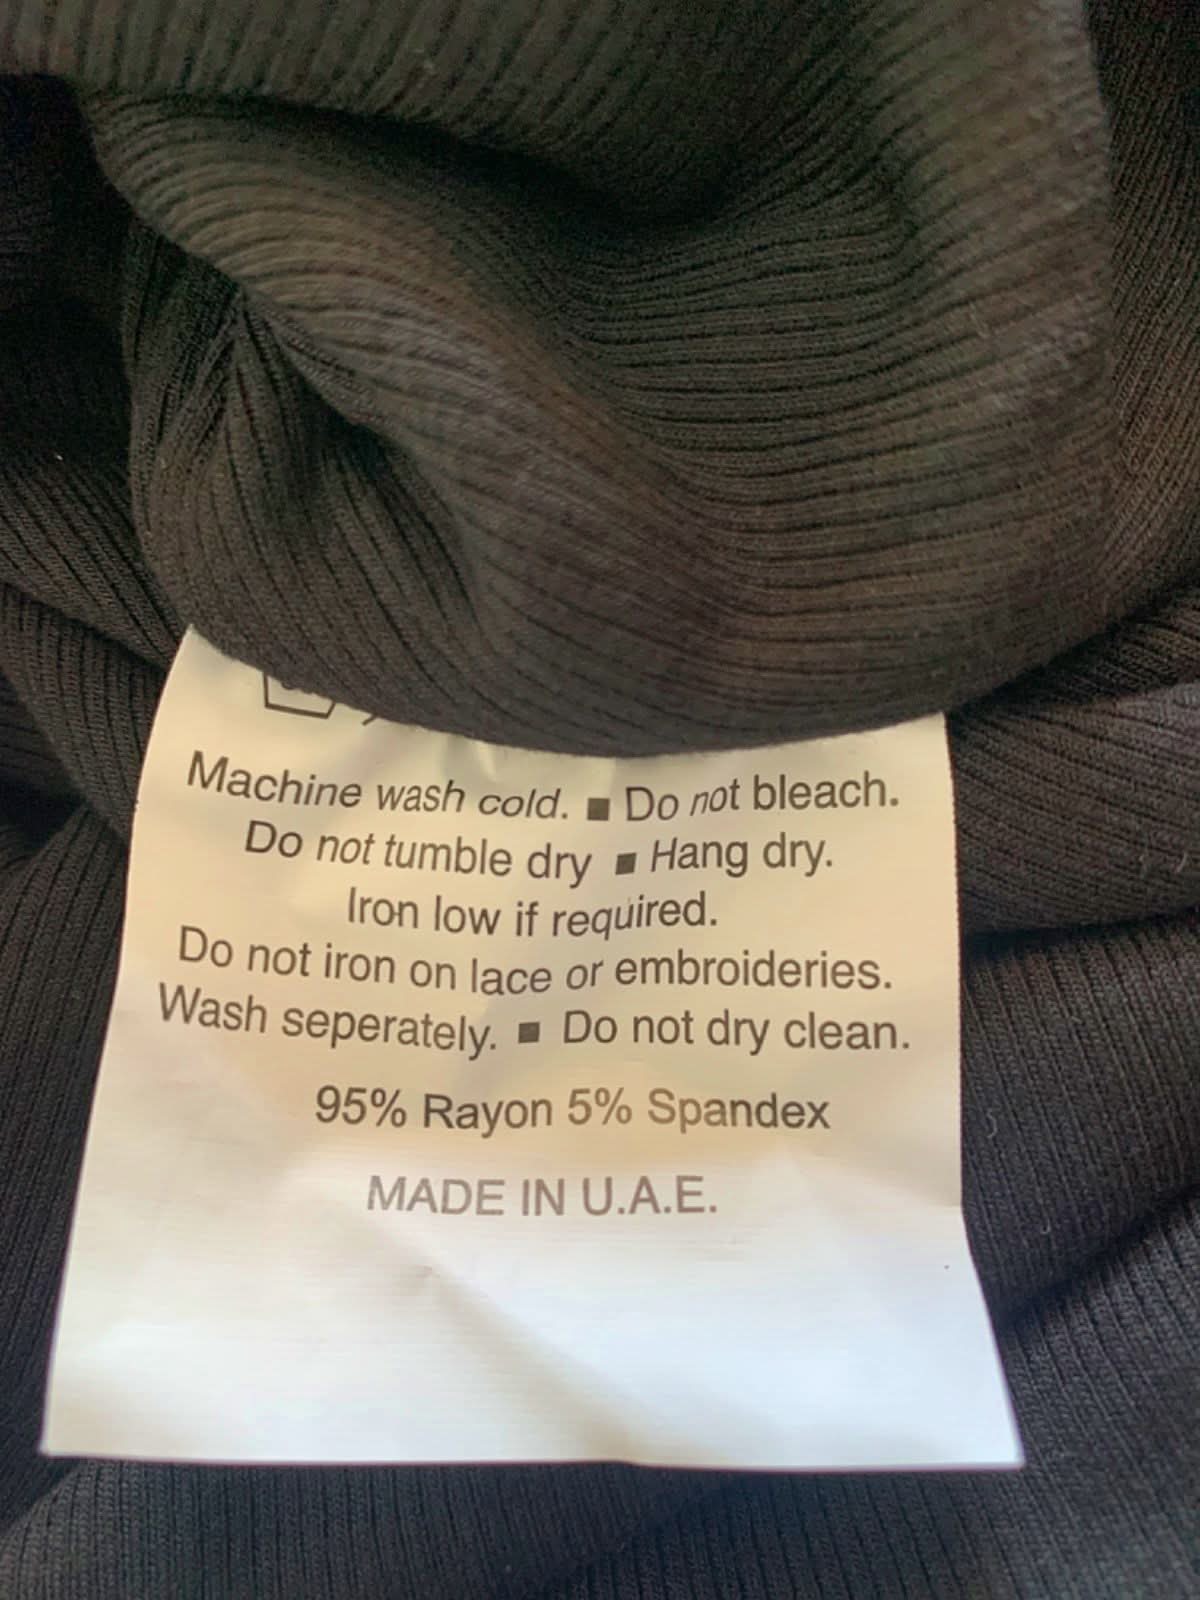 Machine wash cold. ■ Do not bleach.
Do not tumble dry ■ Hang dry.
Iron low if required.
Do not iron on lace or embroideries.
Wash seperately. ■ Do not dry clean.
95% Rayon 5% Spandex
MADE IN U.A.E.